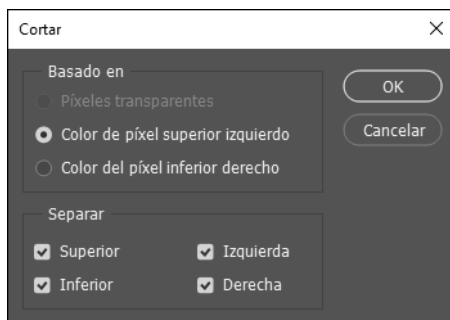 Cortar
Basado en
Píxeles transparentes
Color de píxel superior izquierdo
Color del píxel inferior derecho
OK
Cancelar
Separar
Superior
Izquierda
Inferior
Derecha